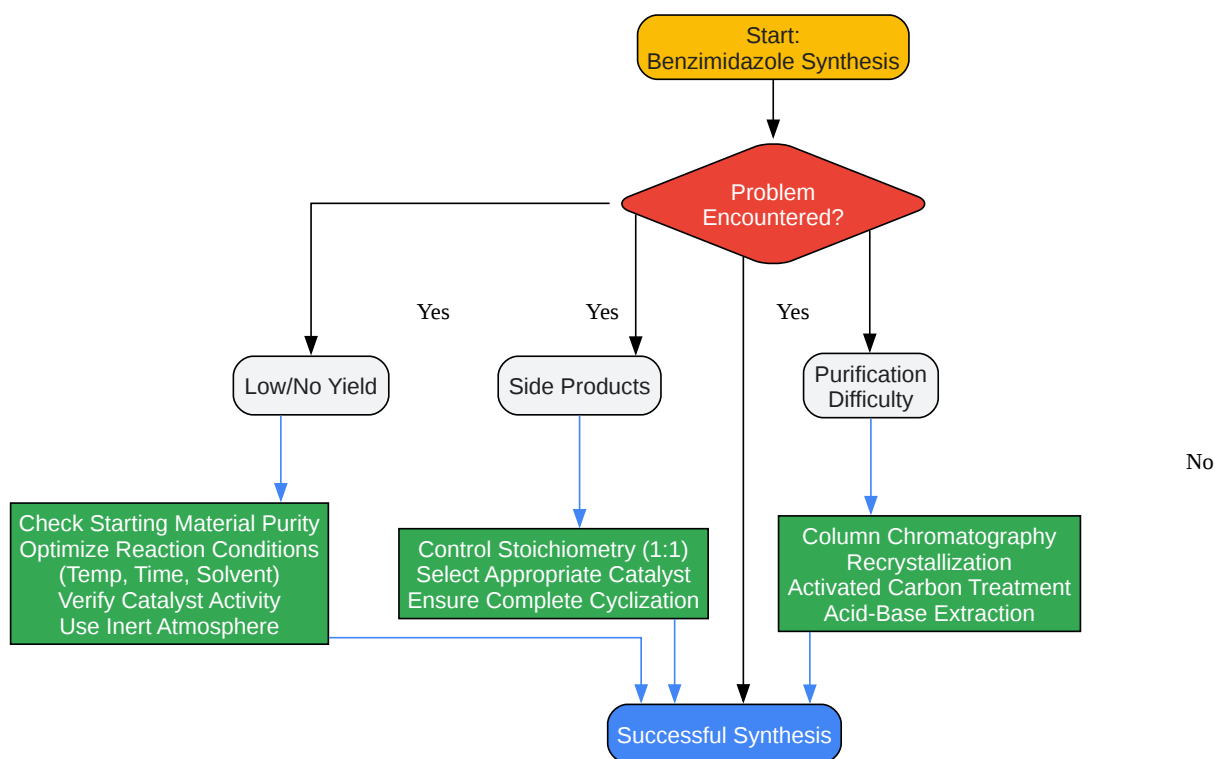 Start:
Benzimidazole Synthesis
Problem
Encountered?
Yes
Yes
Yes
Low/No Yield
Side Products
Purification
Difficulty
No
Check Starting Material Purity
Optimize Reaction Conditions
(Temp, Time, Solvent)
Verify Catalyst Activity
Use Inert Atmosphere
Control Stoichiometry (1:1)
Select Appropriate Catalyst
Ensure Complete Cyclization
Column Chromatography
Recrystallization
Activated Carbon Treatment
Acid-Base Extraction
Successful Synthesis